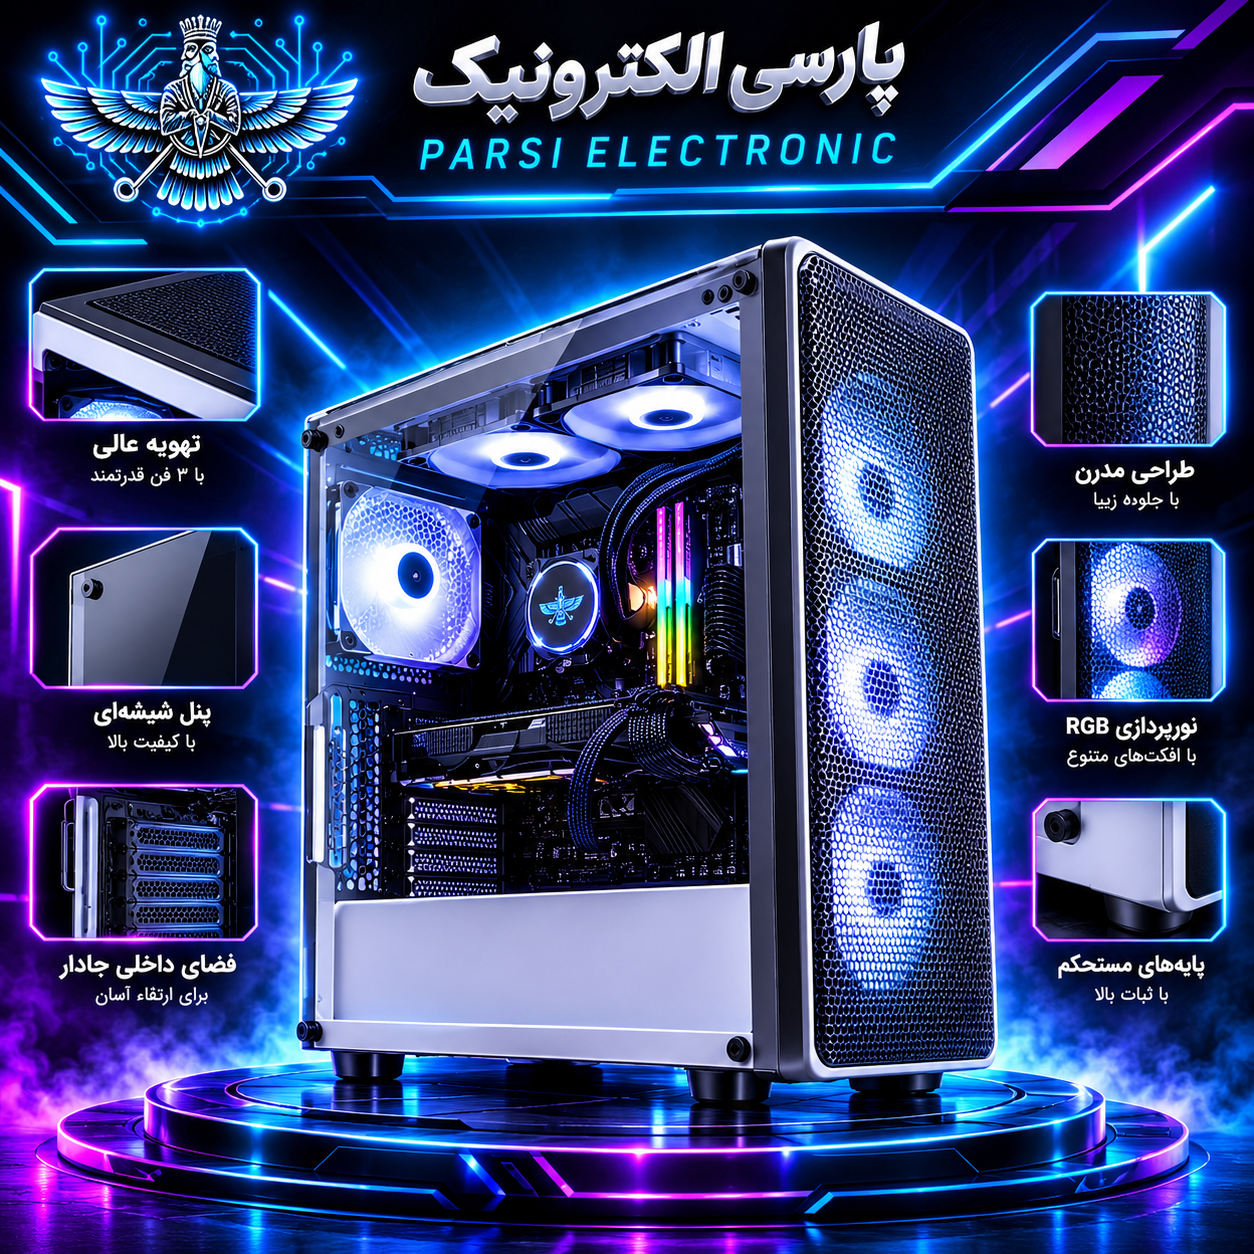 پارسی الکترونیک
PARSI ELECTRONIC
تهویه عالی
با ۳ فن قدرتمند
پنل شیشه‌ای
با کیفیت بالا
فضای داخلی جادار
برای ارتقاء آسان
طراحی مدرن
با جلوه زیبا
نورپردازی RGB
با افکت‌های متنوع
پایه‌های مستحکم
با ثبات بالا